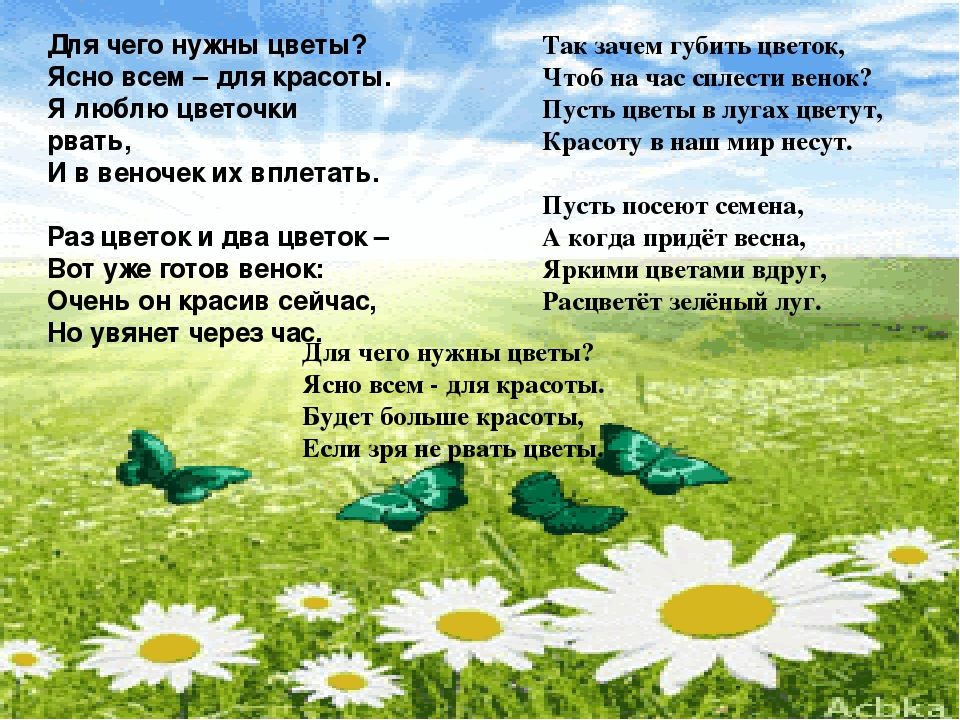 Для чего нужны цветы?
Ясно всем – для красоты.
Я люблю цветочки
рвать,
И в веночек их вплетать.
Раз цветок и два цветок –
Вот уже готов венок:
Очень он красив сейчас,
Но увянет через час.
Так зачем губить цветок,
Чтоб на час сплести венок?
Пусть цветы в лугах цветут,
Красоту в наш мир несут.
Пусть посеют семена,
А когда придёт весна,
Яркими цветами вдруг,
Расцветёт зелёный луг.
Для чего нужны цветы?
Ясно всем - для красоты.
Будет больше красоты,
Если зря не рвать цветы.
Acbka